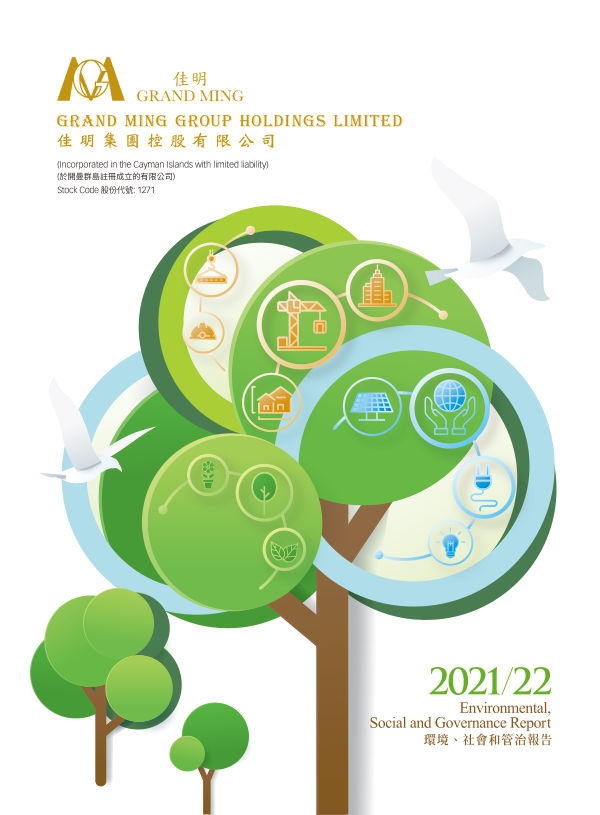 佳明
GRAND MING
GRAND MING GROUP HOLDINGS LIMITED
佳明集團控股有限公司
(Incorporated in the Cayman Islands with limited liability)
(於開曼群島註冊成立的有限公司)
Stock Code 股份代號: 1271
2021/22
Environmental,
Social and Governance Report
環境、社會和管治報告